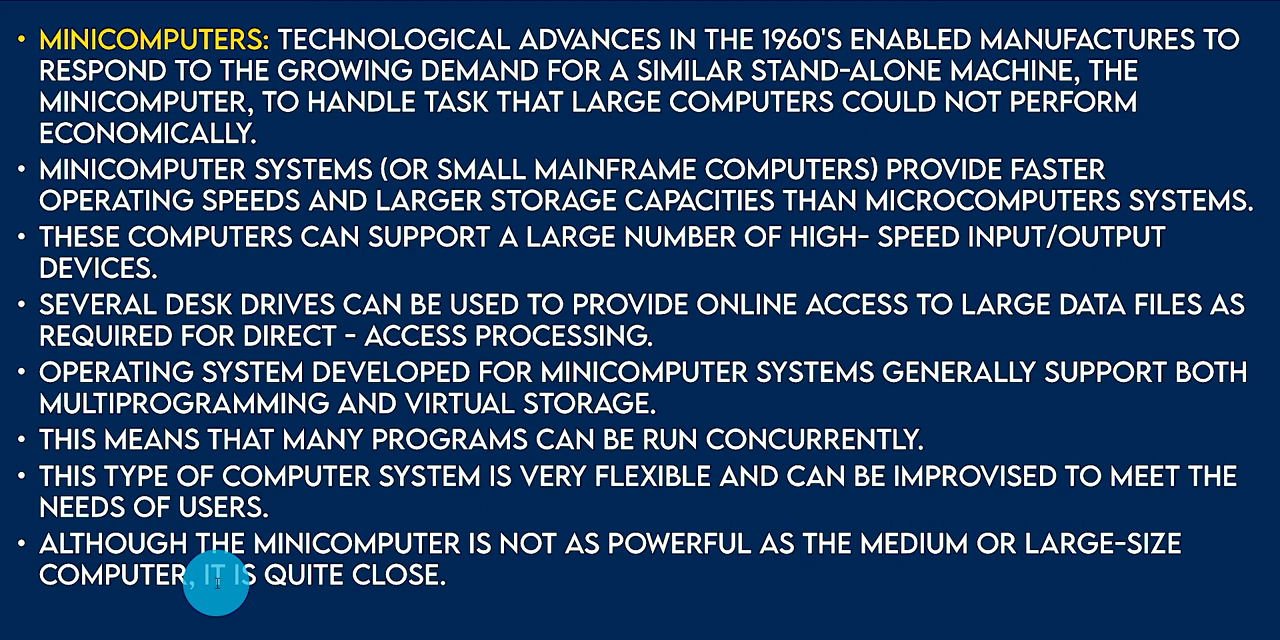 • MINICOMPUTERS: TECHNOLOGICAL ADVANCES IN THE 1960'S ENABLED MANUFACTURES TO
RESPOND TO THE GROWING DEMAND FOR A SIMILAR STAND-ALONE MACHINE, THE
MINICOMPUTER, TO HANDLE TASK THAT LARGE COMPUTERS COULD NOT PERFORM
ECONOMICALLY.
• MINICOMPUTER SYSTEMS (OR SMALL MAINFRAME COMPUTERS) PROVIDE FASTER
OPERATING SPEEDS AND LARGER STORAGE CAPACITIES THAN MICROCOMPUTERS SYSTEMS.
• THESE COMPUTERS CAN SUPPORT A LARGE NUMBER OF HIGH- SPEED INPUT/OUTPUT
DEVICES.
• SEVERAL DESK DRIVES CAN BE USED TO PROVIDE ONLINE ACCESS TO LARGE DATA FILES AS
REQUIRED FOR DIRECT - ACCESS PROCESSING.
• OPERATING SYSTEM DEVELOPED FOR MINICOMPUTER SYSTEMS GENERALLY SUPPORT BOTH
MULTIPROGRAMMING AND VIRTUAL STORAGE.
• THIS MEANS THAT MANY PROGRAMS CAN BE RUN CONCURRENTLY.
• THIS TYPE OF COMPUTER SYSTEM IS VERY FLEXIBLE AND CAN BE IMPROVISED TO MEET THE
NEEDS OF USERS.
• ALTHOUGH THE MINICOMPUTER IS NOT AS POWERFUL AS THE MEDIUM OR LARGE-SIZE
COMPUTER, IT IS QUITE CLOSE.